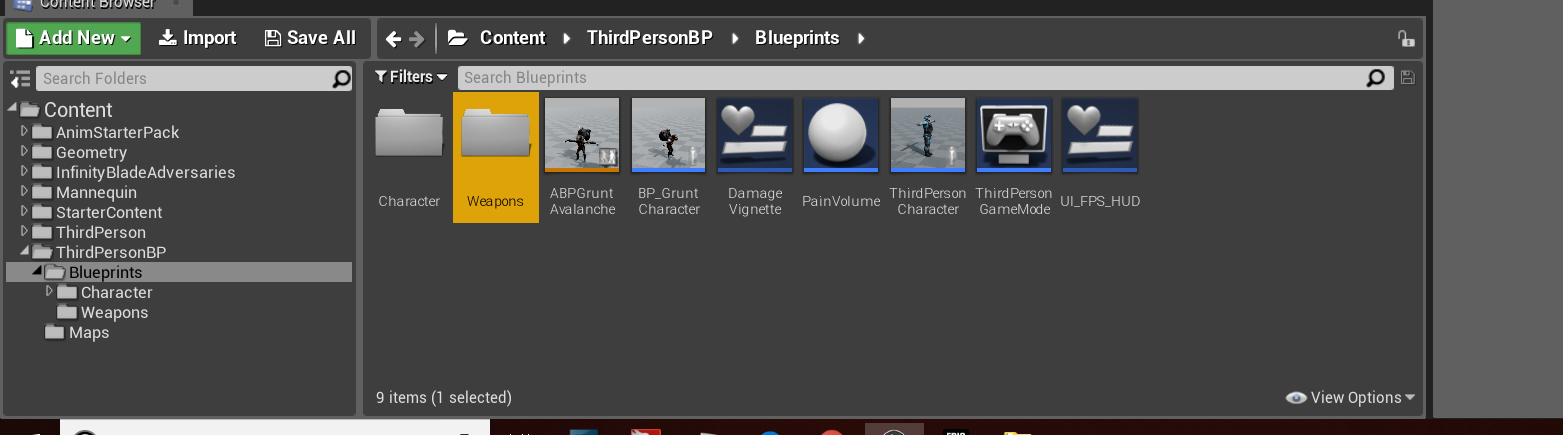 Content Browser
Add New
Import
Save All
Content
ThirdPersonBP
Blueprints
Search Folders
Filters
Search Blueprints
Content
AnimStarterPack
Geometry
InfinityBladeAdversaries
Mannequin
StarterContent
ThirdPerson
ThirdPersonBP
Blueprints
Character
Weapons
Maps
Character
Weapons
ABPGrunt
Avalanche
BP_Grunt
Character
Damage
Vignette
PainVolume
ThirdPerson
Character
ThirdPerson
GameMode
UI_FPS_HUD
9 items (1 selected)
View Options
EPIC